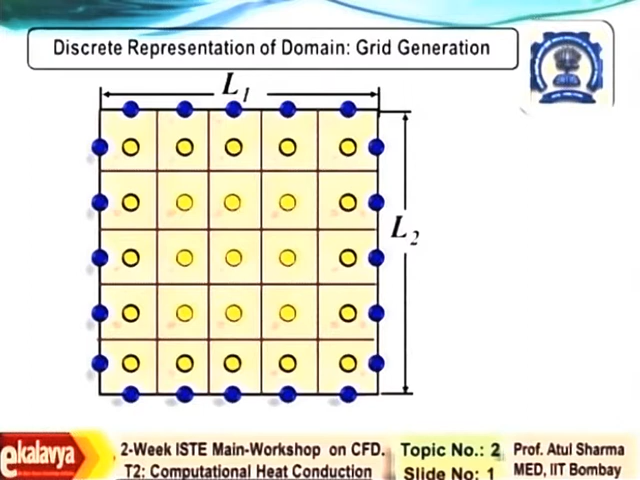 Discrete Representation of Domain: Grid Generation
L1
L2
ekalavya
2-Week ISTE Main-Workshop on CFD.
T2: Computational Heat Conduction
Topic No.: 2
Slide No: 1
Prof. Atul Sharma
MED, IIT Bombay